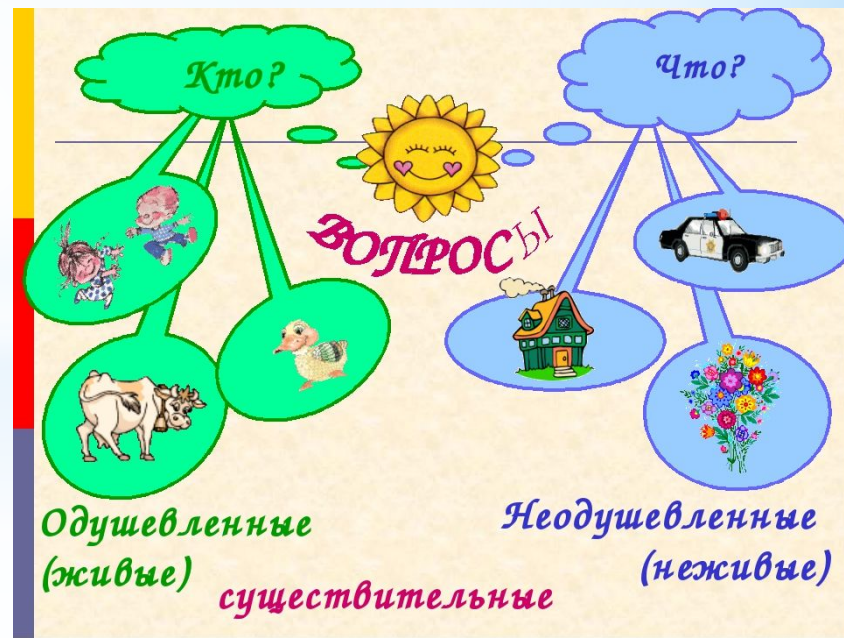 Кто?
Что?
ВОПРОСЫ
Одушевленные
(живые)
Неодушевленные
(неживые)
существительные